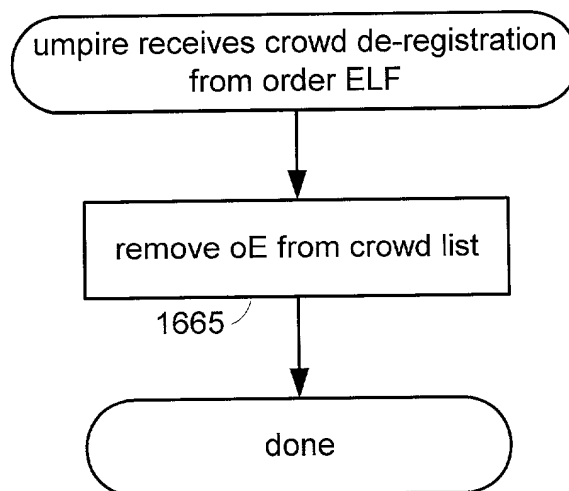 umpire receives crowd de-registration
from order ELF
remove oE from crowd list
1665
done